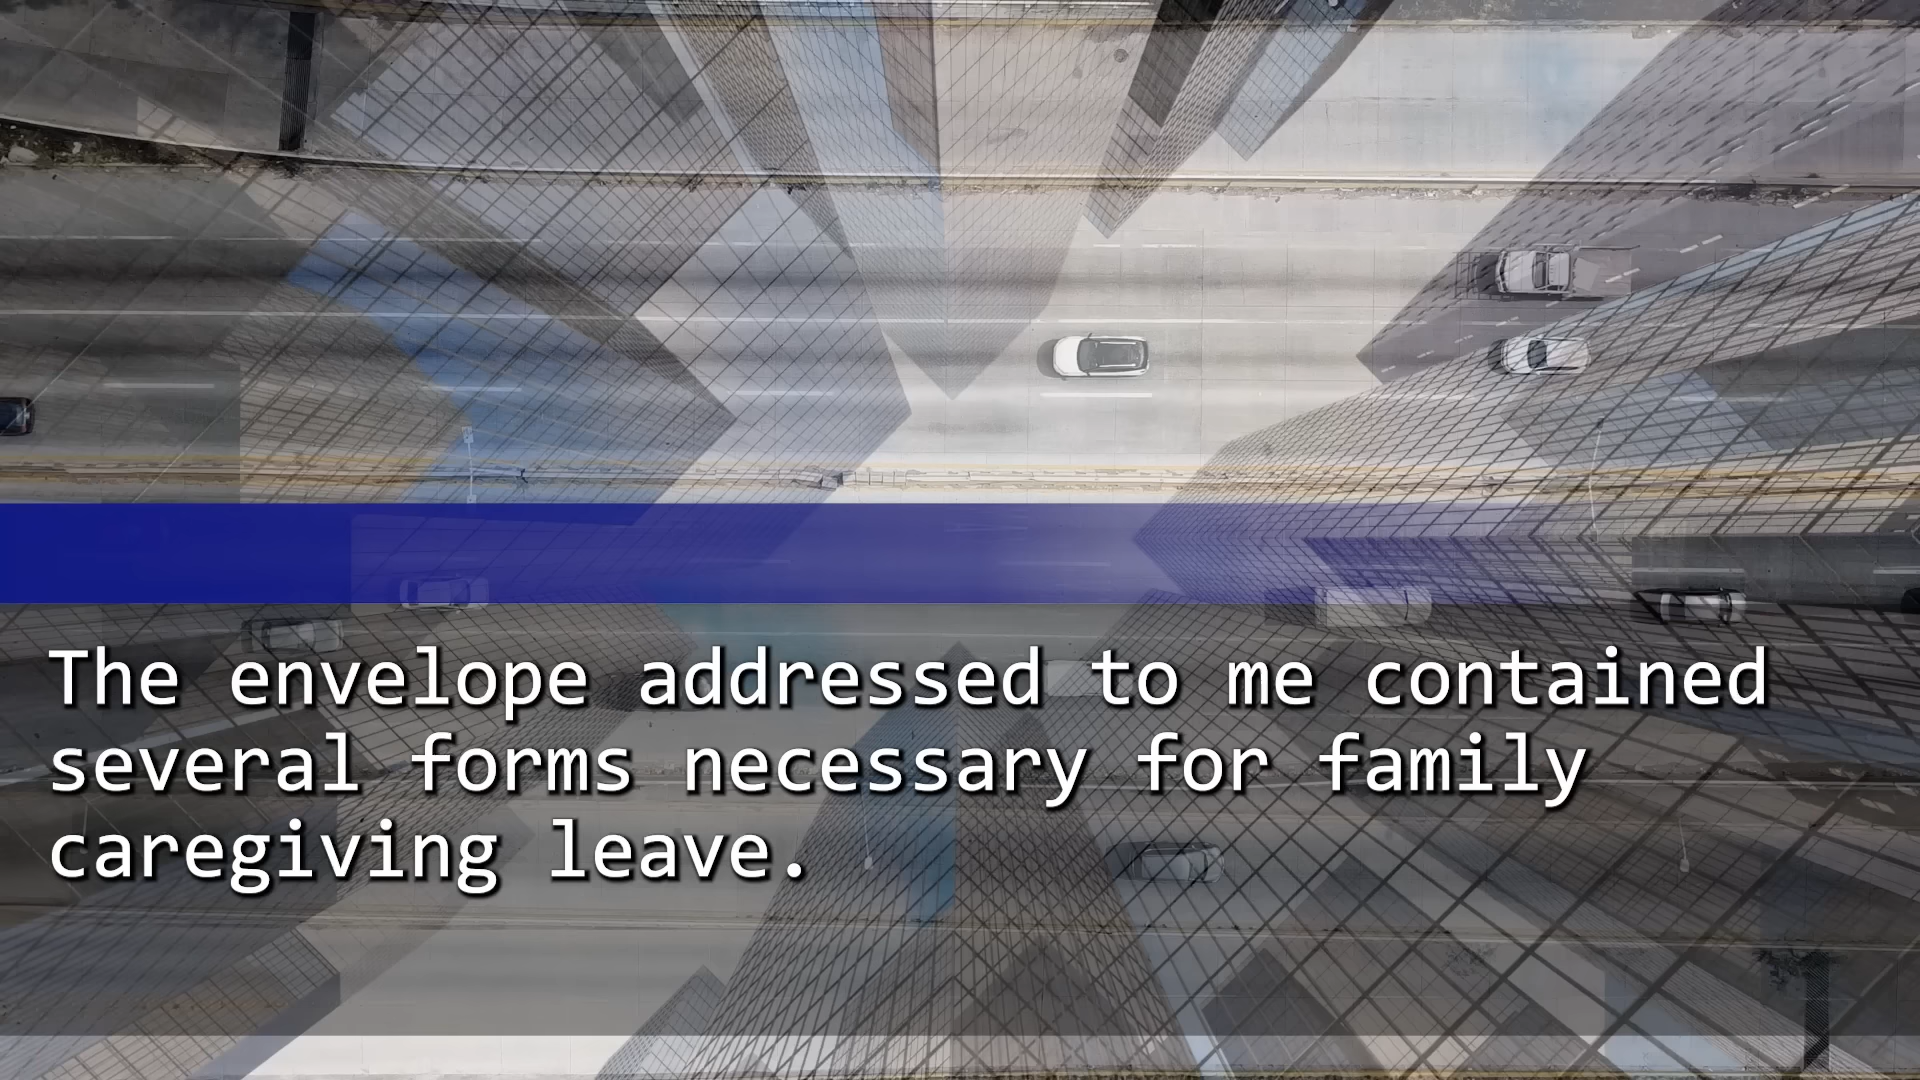 The envelope addressed to me contained
several forms necessary for family
caregiving leave.